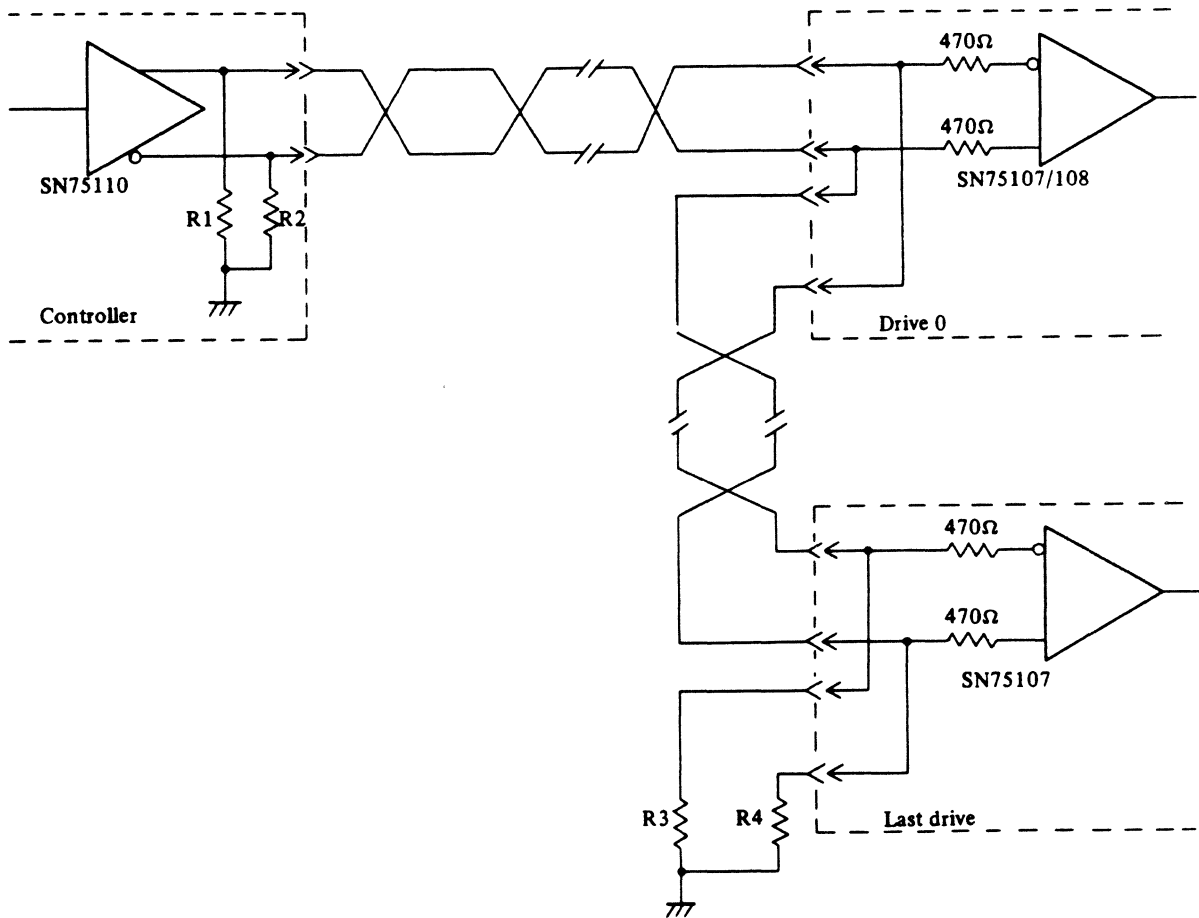 470Ω
470Ω
SN75110
SN75107/108
R1
R2
Controller
Drive 0
470Ω
470Ω
SN75107
R3
R4
Last drive